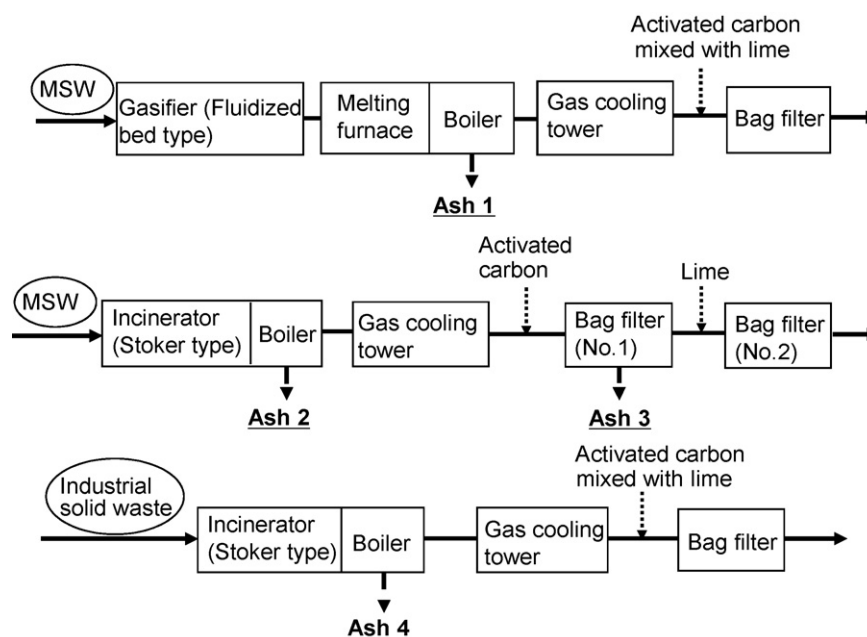 Activated carbon
mixed with lime
MSW
Gasifier (Fluidized
bed type)
Melting
furnace
Boiler
Gas cooling
tower
Bag filter
Ash 1
Activated
carbon
Lime
MSW
Incinerator
(Stoker type)
Boiler
Gas cooling
tower
Bag filter
(No.1)
Bag filter
(No.2)
Ash 2
Ash 3
Activated carbon
mixed with lime
Industrial
solid waste
Incinerator
(Stoker type)
Boiler
Gas cooling
tower
Bag filter
Ash 4